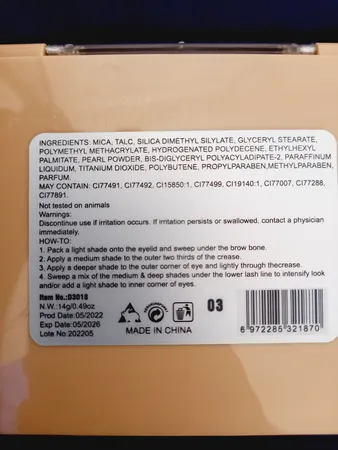 INGREDIENTS: MICA, TALC, SILICA DIMETHYL SILYLATE, GLYCERYL STEARATE,
POLYMETHYL METHACRYLATE, HYDROGENATED POLYDECENE, ETHYLHEXYL
PALMITATE, PEARL POWDER, BIS-DIGLYCERYL POLYACYLADIPATE-2, PARAFFINUM
LIQUIDUM, TITANIUM DIOXIDE, POLYBUTENE, PROPYLPARABEN,METHYLPARABEN,
PARFUM.
MAY CONTAIN: CI77491, CI77492, CI15850:1, CI77499, CI19140:1, CI77007, CI77288,
CI77891.
Not tested on animals
Warnings:
Discontinue use if irritation occurs. If irritation persists or swallowed, contact a physician
immediately.
HOW-TO:
1. Pack a light shade onto the eyelid and sweep under the brow bone.
2. Apply a medium shade to the outer two thirds of the crease.
3. Apply a deeper shade to the outer corner of eye and lightly through thecrease.
4. Sweep a mix of the medium deep shades under the lower lash line to intensify look
and/or add a light shade to inner corner of eyes.
Item No.:D3018
N.W.:14g/0.49oz
Prod Date:05/2022
Exp Date:05/2026
Lote No:202205
MADE IN CHINA
03
6 972285 321870